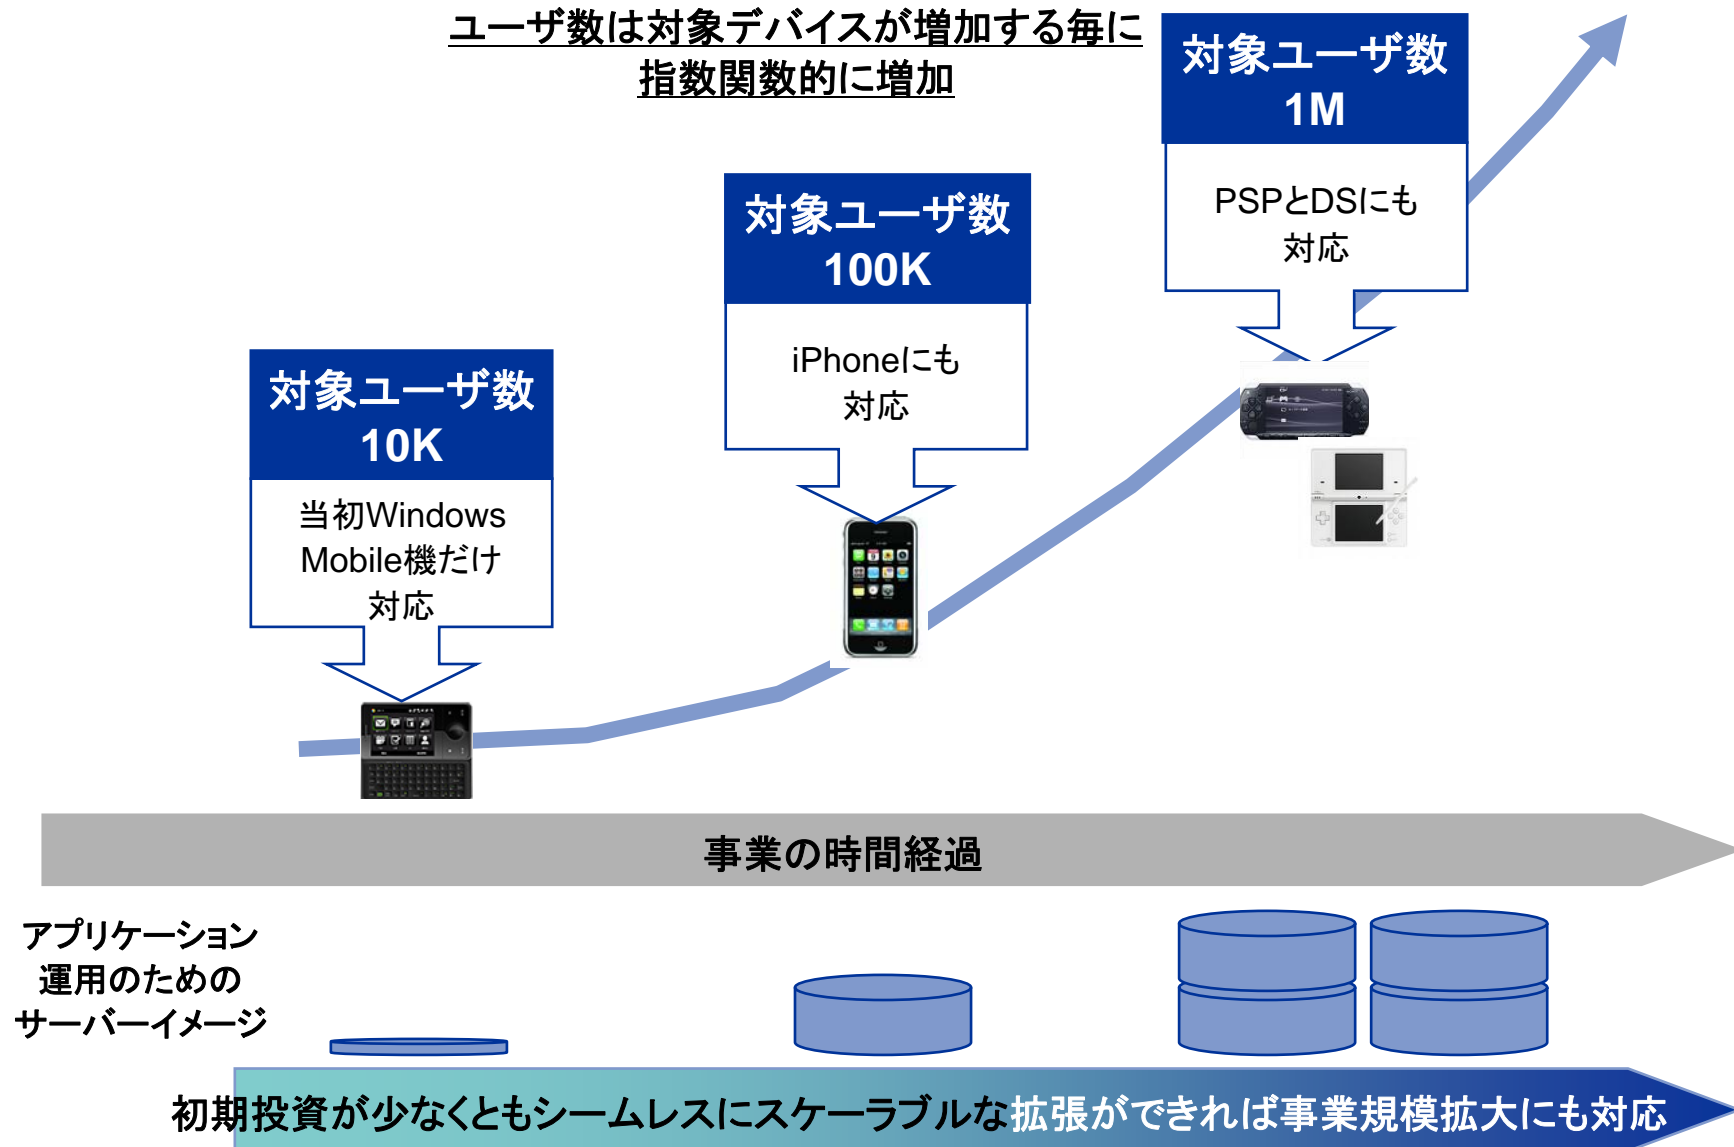 ユーザ数は対象デバイスが増加する毎に
指数関数的に増加
対象ユーザ数
1M
PSPとDSにも
対応
対象ユーザ数
100K
iPhoneにも
対応
対象ユーザ数
10K
当初Windows
Mobile機だけ
対応
事業の時間経過
アプリケーション
運用のための
サーバーイメージ
初期投資が少なくともシームレスにスケーラブルな拡張ができれば事業規模拡大にも対応